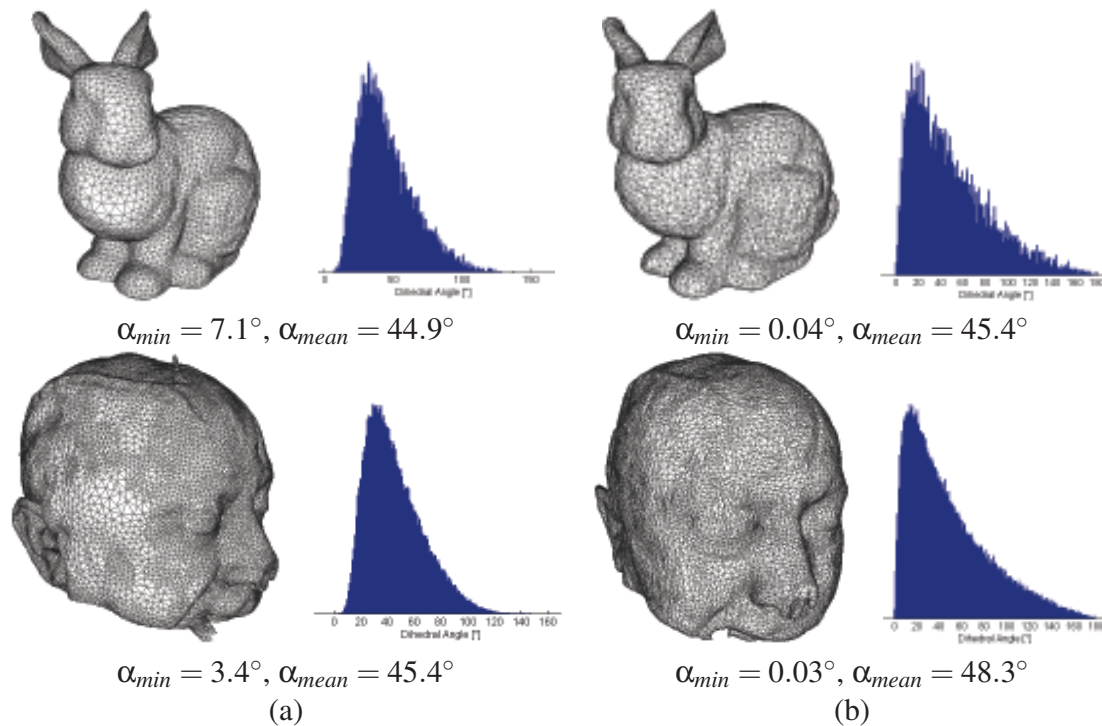 0 50 100 150
Dihedral Angle [°]
0 20 40 60 80 100 120 140 160 180
Dihedral Angle [°]
α_min = 7.1°, α_mean = 44.9°
α_min = 0.04°, α_mean = 45.4°
0 20 40 60 80 100 120 140 160
Dihedral Angle [°]
0 20 40 60 80 100 120 140 160 180
Dihedral Angle [°]
α_min = 3.4°, α_mean = 45.4°
α_min = 0.03°, α_mean = 48.3°
(a)
(b)